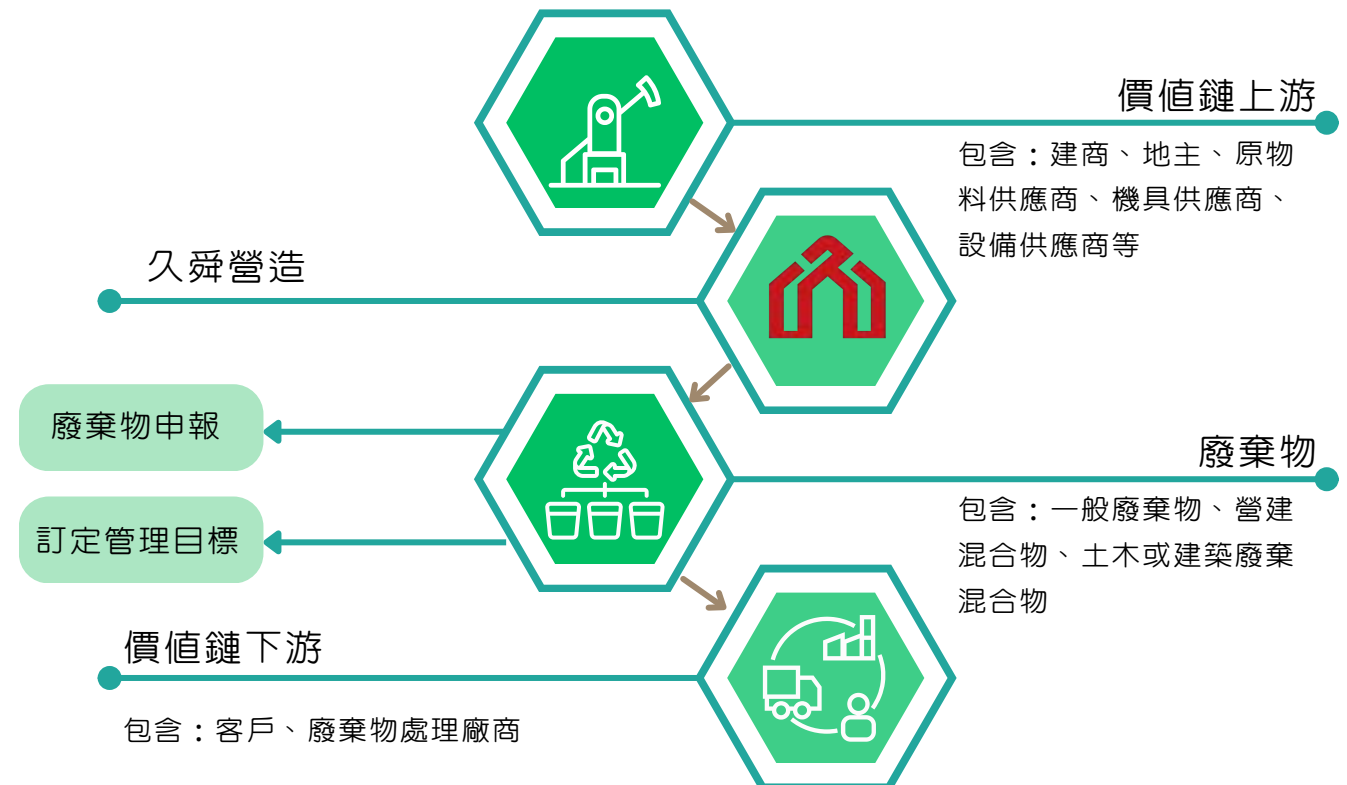 價值鏈上游
包含：建商、地主、原物
料供應商、機具供應商、
設備供應商等
久舜營造
廢棄物申報
訂定管理目標
廢棄物
包含：一般廢棄物、營建
混合物、土木或建築廢棄
混合物
價值鏈下游
包含：客戶、廢棄物處理廠商